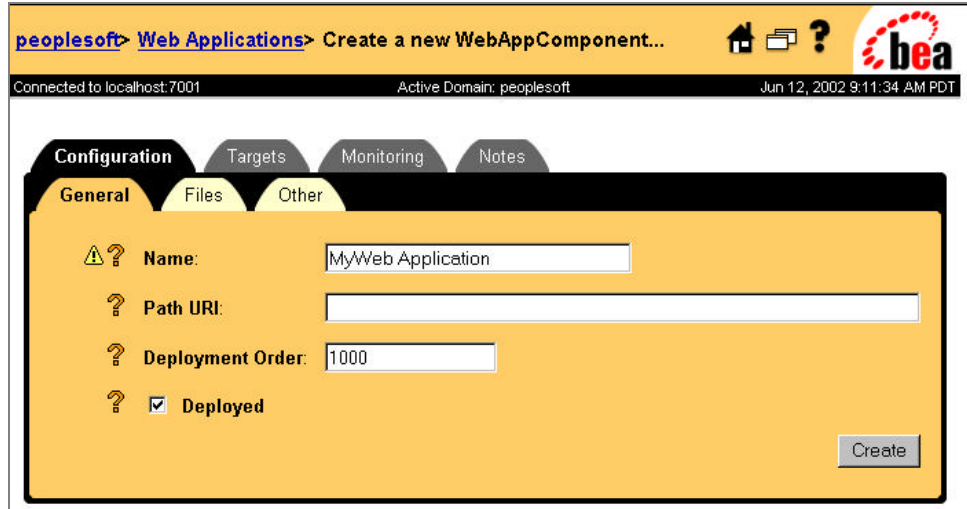 peoplesoft> Web Applications> Create a new WebAppComponent...
?
bea
Connected to localhost:7001 Active Domain: peoplesoft Jun 12, 2002 9:11:34 AM PDT
Configuration Targets Monitoring Notes
General Files Other
? Name: MyWeb Application
? Path URI:
? Deployment Order: 1000
? Deployed
Create